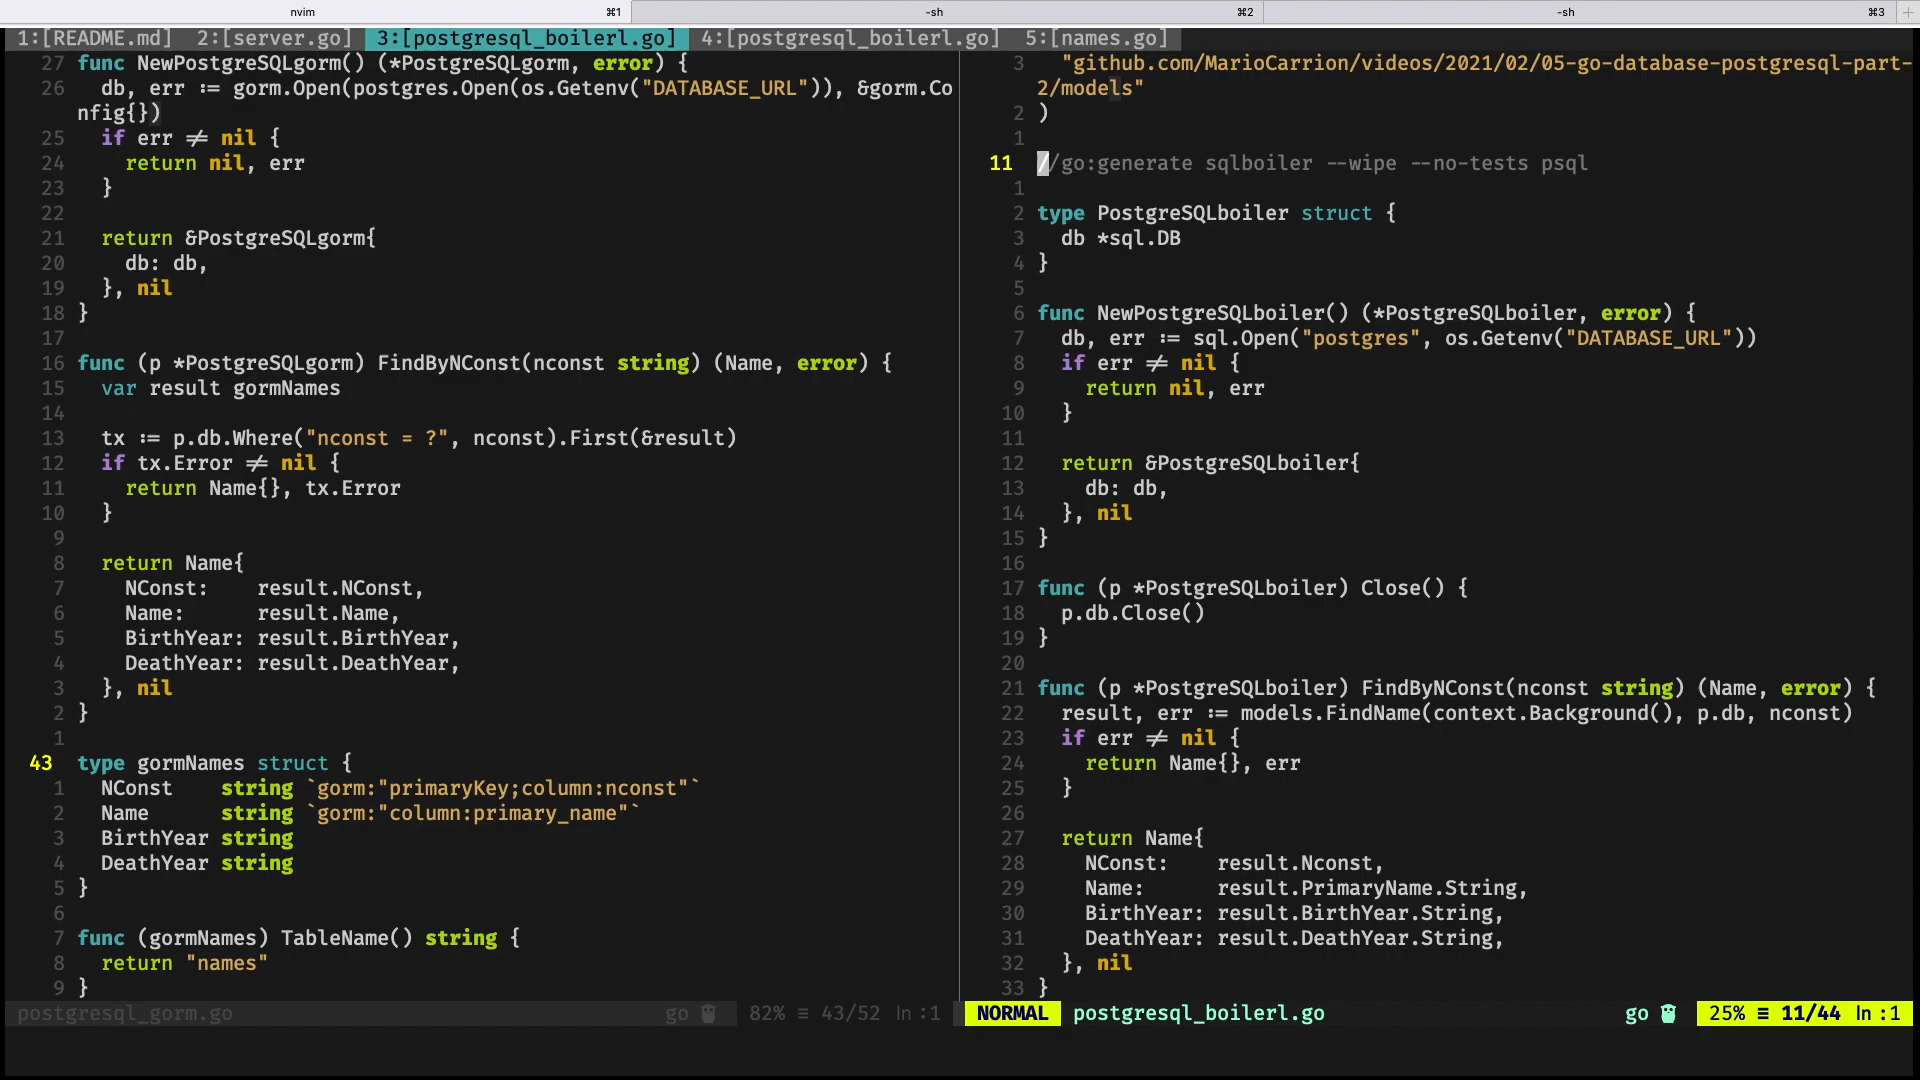 nvim ⌘1 -sh ⌘2 -sh ⌘3 +
1:[README.md] 2:[server.go] 3:[postgresql_boilerl.go] 4:[postgresql_boilerl.go] 5:[names.go]
27 func NewPostgreSQLgorm() (*PostgreSQLgorm, error) {
26 db, err := gorm.Open(postgres.Open(os.Getenv("DATABASE_URL")), &gorm.Co
nfig{})
25 if err ≠ nil {
24 return nil, err
23 }
22
21 return &PostgreSQLgorm{
20 db: db,
19 }, nil
18 }
17
16 func (p *PostgreSQLgorm) FindByNConst(nconst string) (Name, error) {
15 var result gormNames
14
13 tx := p.db.Where("nconst = ?", nconst).First(&result)
12 if tx.Error ≠ nil {
11 return Name{}, tx.Error
10 }
9
8 return Name{
7 NConst: result.NConst,
6 Name: result.Name,
5 BirthYear: result.BirthYear,
4 DeathYear: result.DeathYear,
3 }, nil
2 }
1
43 type gormNames struct {
1 NConst string `gorm:"primaryKey;column:nconst"`
2 Name string `gorm:"column:primary_name"`
3 BirthYear string
4 DeathYear string
5 }
6
7 func (gormNames) TableName() string {
8 return "names"
9 }
postgresql_gorm.go go 82% ≡ 43/52 ln :1
3 "github.com/MarioCarrion/videos/2021/02/05-go-database-postgresql-part-
2/models"
2 )
1
11 //go:generate sqlboiler --wipe --no-tests psql
1
2 type PostgreSQLboiler struct {
3 db *sql.DB
4 }
5
6 func NewPostgreSQLboiler() (*PostgreSQLboiler, error) {
7 db, err := sql.Open("postgres", os.Getenv("DATABASE_URL"))
8 if err ≠ nil {
9 return nil, err
10 }
11
12 return &PostgreSQLboiler{
13 db: db,
14 }, nil
15 }
16
17 func (p *PostgreSQLboiler) Close() {
18 p.db.Close()
19 }
20
21 func (p *PostgreSQLboiler) FindByNConst(nconst string) (Name, error) {
22 result, err := models.FindName(context.Background(), p.db, nconst)
23 if err ≠ nil {
24 return Name{}, err
25 }
26
27 return Name{
28 NConst: result.Nconst,
29 Name: result.PrimaryName.String,
30 BirthYear: result.BirthYear.String,
31 DeathYear: result.DeathYear.String,
32 }, nil
33 }
NORMAL postgresql_boilerl.go go 25% ≡ 11/44 ln :1